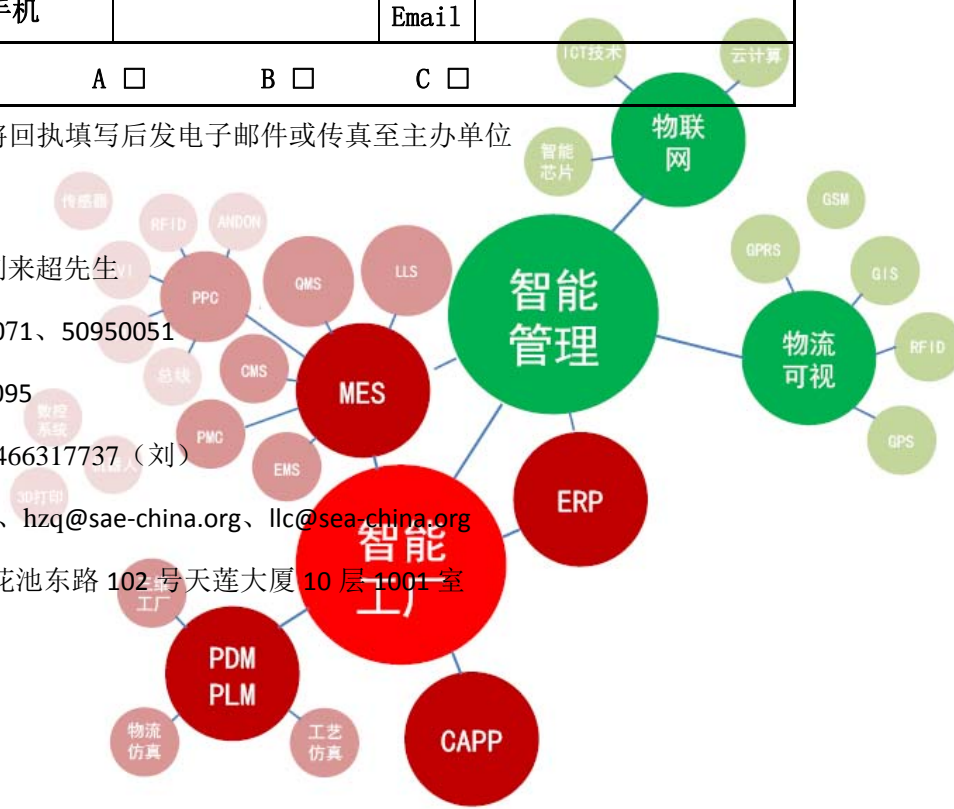 手机 Email
A □ B □ C □
将回执填写后发电子邮件或传真至主办单位
来超先生
071、50950051
095
466317737（刘）
、hzq@sae-china.org、llc@sea-china.org
花池东路 102 号天莲大厦 10 层 1001 室
ICT技术
云计算
物联
网
智能
芯片
传感器
RFID
ANDON
GSM
GPRS
GIS
QMS
LLS
PPC
智能
管理
物流
可视
RFID
总线
CMS
MES
数控
系统
PMC
GPS
EMS
3D打印
ERP
智能
工厂
工厂
PDM
PLM
物流
仿真
工艺
仿真
CAPP